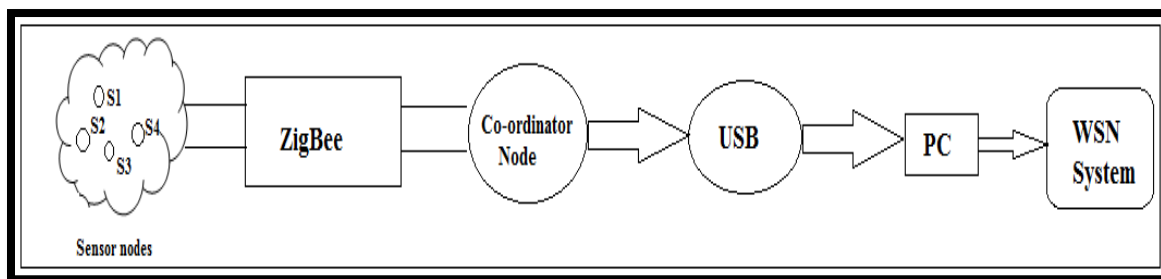 S1
S2
S4
S3
Sensor nodes
ZigBee
Co-ordinator
Node
USB
PC
WSN
System